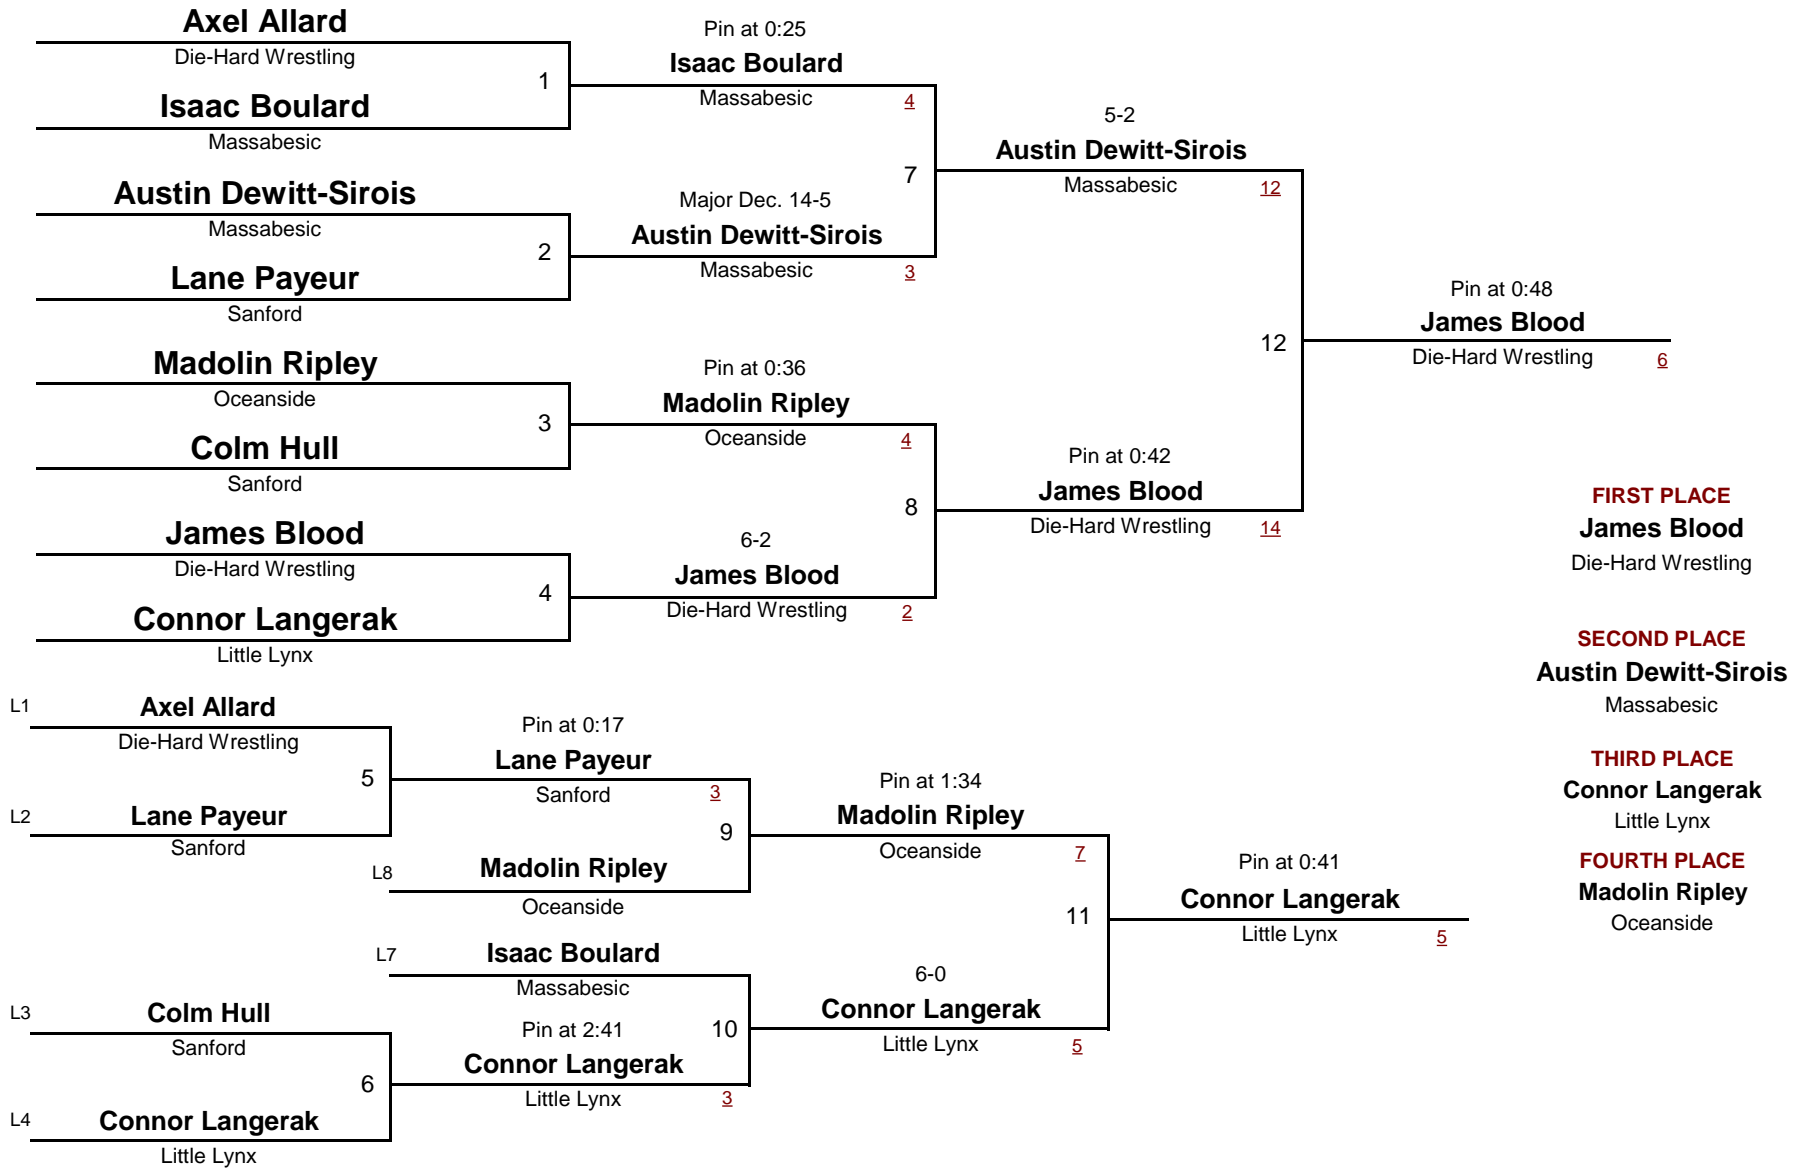 Axel Allard
Die-Hard Wrestling
1
Isaac Boulard
Massabesic
Pin at 0:25
Isaac Boulard
Massabesic
4
Austin Dewitt-Sirois
Massabesic
2
Lane Payeur
Sanford
Major Dec. 14-5
Austin Dewitt-Sirois
Massabesic
3
7
5-2
Austin Dewitt-Sirois
Massabesic
12
Madolin Ripley
Oceanside
3
Colm Hull
Sanford
Pin at 0:36
Madolin Ripley
Oceanside
4
James Blood
Die-Hard Wrestling
4
Connor Langerak
Little Lynx
6-2
James Blood
Die-Hard Wrestling
2
8
Pin at 0:42
James Blood
Die-Hard Wrestling
14
12
Pin at 0:48
James Blood
Die-Hard Wrestling
6
FIRST PLACE
James Blood
Die-Hard Wrestling
SECOND PLACE
Austin Dewitt-Sirois
Massabesic
THIRD PLACE
Connor Langerak
Little Lynx
FOURTH PLACE
Madolin Ripley
Oceanside
L1
Axel Allard
Die-Hard Wrestling
5
L2
Lane Payeur
Sanford
Pin at 0:17
Lane Payeur
Sanford
3
9
L8
Madolin Ripley
Oceanside
Pin at 1:34
Madolin Ripley
Oceanside
7
L7
Isaac Boulard
Massabesic
L3
Colm Hull
Sanford
6
L4
Connor Langerak
Little Lynx
Pin at 2:41
Connor Langerak
Little Lynx
3
10
6-0
Connor Langerak
Little Lynx
5
11
Pin at 0:41
Connor Langerak
Little Lynx
5